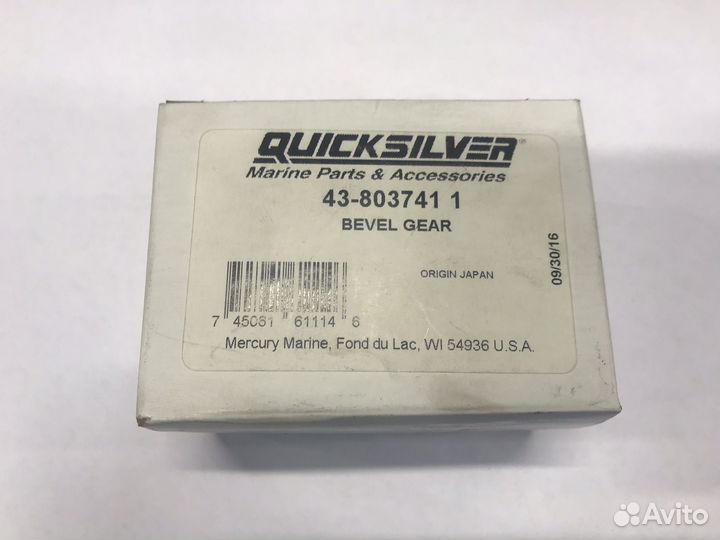 QUICKSILVER®
Marine Parts & Accessories
43-803741 1
BEVEL GEAR
ORIGIN JAPAN
09/30/16
7 45061 61114 6
Mercury Marine, Fond du Lac, WI 54936 U.S.A.
Avito